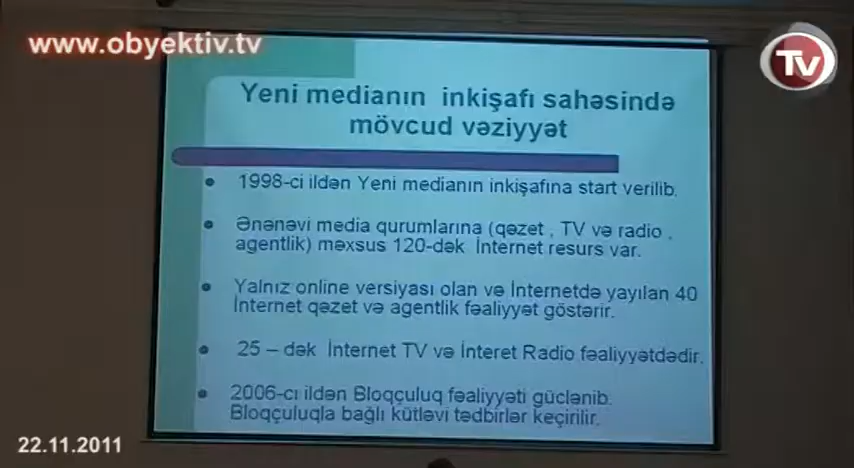 www.obyektiv.tv
TV
Yeni medianın inkişafı sahəsində
mövcud vəziyyət
• 1998-ci ildən Yeni medianın inkişafına start verilib.
• Ənənəvi media qurumlarına (qəzet , TV və radio ,
agentlik) məxsus 120-dək İnternet resurs var.
• Yalnız online versiyası olan və İnternetdə yayılan 40
İnternet qəzet və agentlik fəaliyyət göstərir.
• 25 – dək İnternet TV və İnteret Radio fəaliyyətdədir.
• 2006-cı ildən Bloqçuluq fəaliyyəti güclənib.
Bloqçuluqla bağlı kütləvi tədbirlər keçirilir.
22.11.2011